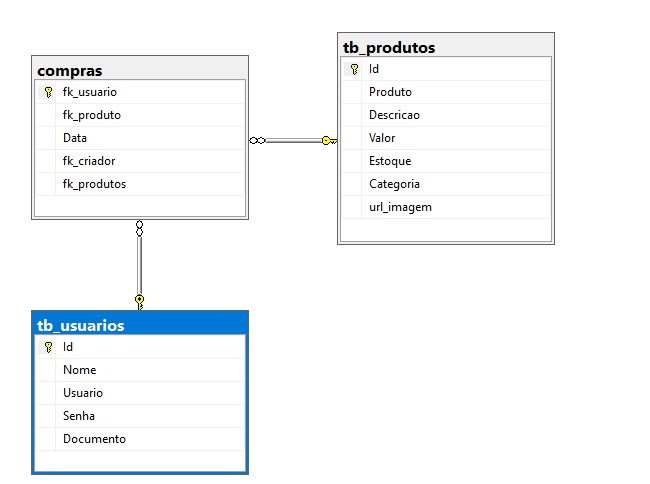 compras
fk_usuario
fk_produto
Data
fk_criador
fk_produtos
tb_produtos
Id
Produto
Descricao
Valor
Estoque
Categoria
url_imagem
tb_usuarios
Id
Nome
Usuario
Senha
Documento